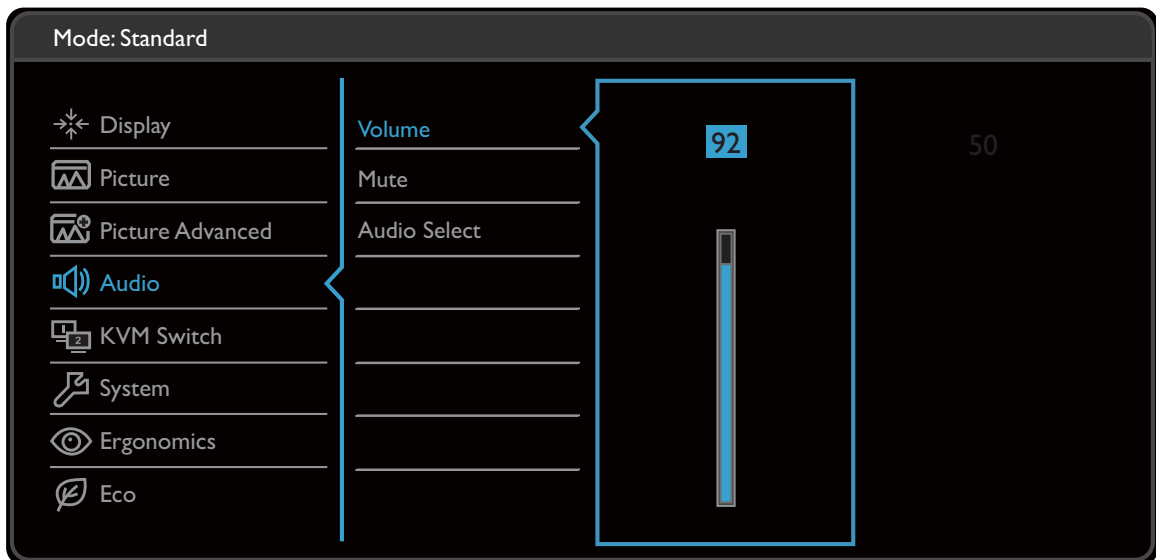 Mode: Standard
Display
Picture
Picture Advanced
Audio
KVM Switch
System
Ergonomics
Eco
Volume
Mute
Audio Select
92
50